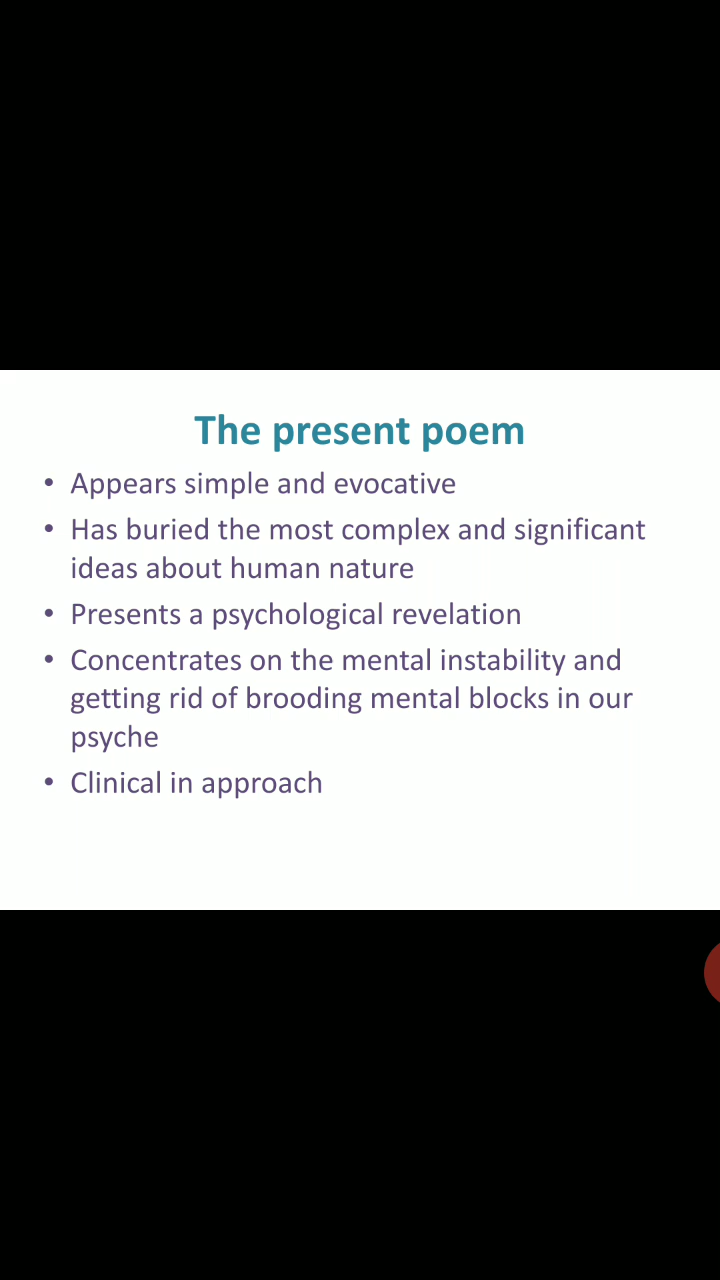 The present poem
• Appears simple and evocative
• Has buried the most complex and significant
ideas about human nature
• Presents a psychological revelation
• Concentrates on the mental instability and
getting rid of brooding mental blocks in our
psyche
• Clinical in approach